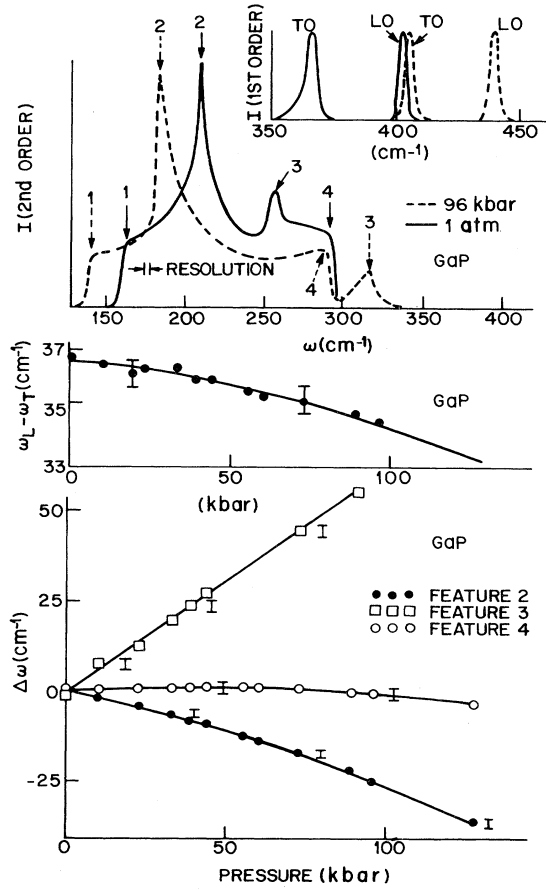 TO LO TO LO
I (1ST ORDER)
350 400 450
(cm-1)
2 2
1 1 3 4 3
4
I (2nd ORDER)
--- 96 kbar
— 1 atm
GaP
RESOLUTION
150 200 250 300 350 400
ω(cm-1)
37
35
33
ωL-ωT(cm-1)
GaP
0 50 100
(kbar)
50
25
0
-25
Δω(cm-1)
GaP
FEATURE 2
FEATURE 3
FEATURE 4
0 50 100
PRESSURE (kbar)